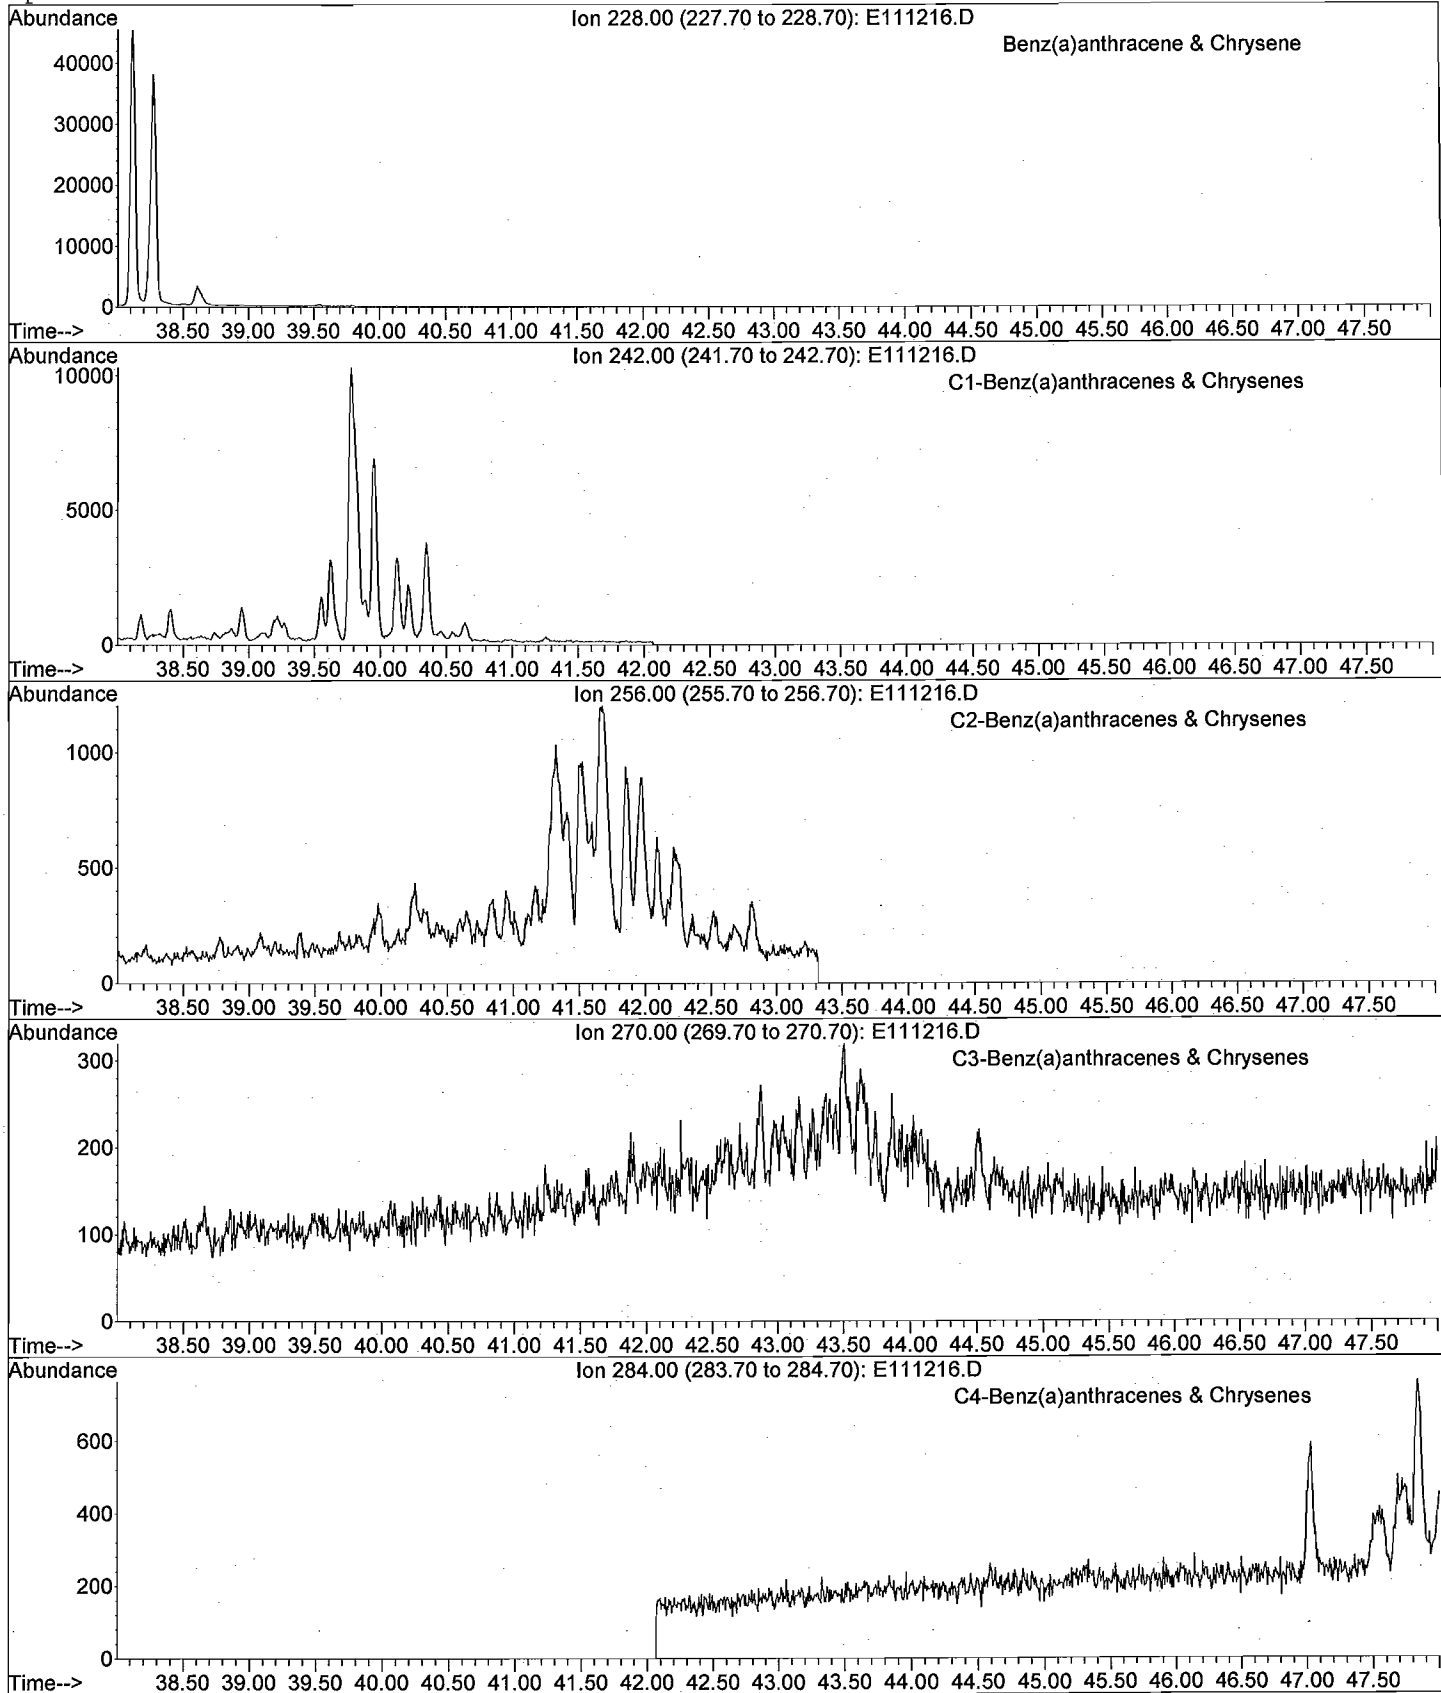 Abundance
Ion 228.00 (227.70 to 228.70): E111216.D
Benz(a)anthracene & Chrysene
40000
30000
20000
10000
0
Time--> 38.50 39.00 39.50 40.00 40.50 41.00 41.50 42.00 42.50 43.00 43.50 44.00 44.50 45.00 45.50 46.00 46.50 47.00 47.50
Abundance
Ion 242.00 (241.70 to 242.70): E111216.D
C1-Benz(a)anthracenes & Chrysenes
10000
5000
0
Time--> 38.50 39.00 39.50 40.00 40.50 41.00 41.50 42.00 42.50 43.00 43.50 44.00 44.50 45.00 45.50 46.00 46.50 47.00 47.50
Abundance
Ion 256.00 (255.70 to 256.70): E111216.D
C2-Benz(a)anthracenes & Chrysenes
1000
500
0
Time--> 38.50 39.00 39.50 40.00 40.50 41.00 41.50 42.00 42.50 43.00 43.50 44.00 44.50 45.00 45.50 46.00 46.50 47.00 47.50
Abundance
Ion 270.00 (269.70 to 270.70): E111216.D
C3-Benz(a)anthracenes & Chrysenes
300
200
100
0
Time--> 38.50 39.00 39.50 40.00 40.50 41.00 41.50 42.00 42.50 43.00 43.50 44.00 44.50 45.00 45.50 46.00 46.50 47.00 47.50
Abundance
Ion 284.00 (283.70 to 284.70): E111216.D
C4-Benz(a)anthracenes & Chrysenes
600
400
200
0
Time--> 38.50 39.00 39.50 40.00 40.50 41.00 41.50 42.00 42.50 43.00 43.50 44.00 44.50 45.00 45.50 46.00 46.50 47.00 47.50